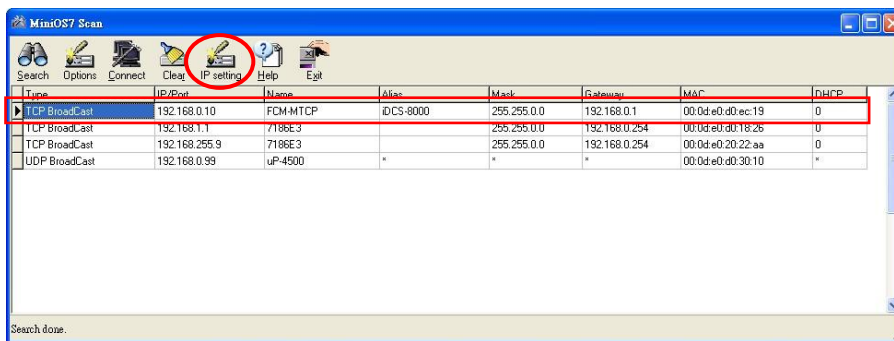 MiniOS7 Scan
Search Options Connect Clear IP setting Help Exit
Type IP/Port Name Alias Mask Gateway MAC DHCP
TCP BroadCast 192.168.0.10 FCM-MTCP iDCS-8000 255.255.0.0 192.168.0.1 00:0d:e0:d0:ec:19 0
TCP BroadCast 192.168.1.1 7186E3 255.255.0.0 192.168.0.254 00:0d:e0:d0:18:26 0
TCP BroadCast 192.168.255.9 7186E3 255.255.0.0 192.168.0.254 00:0d:e0:20:22:aa 0
UDP BroadCast 192.168.0.99 uP-4500 * * * 00:0d:e0:d0:30:10 *
Search done.